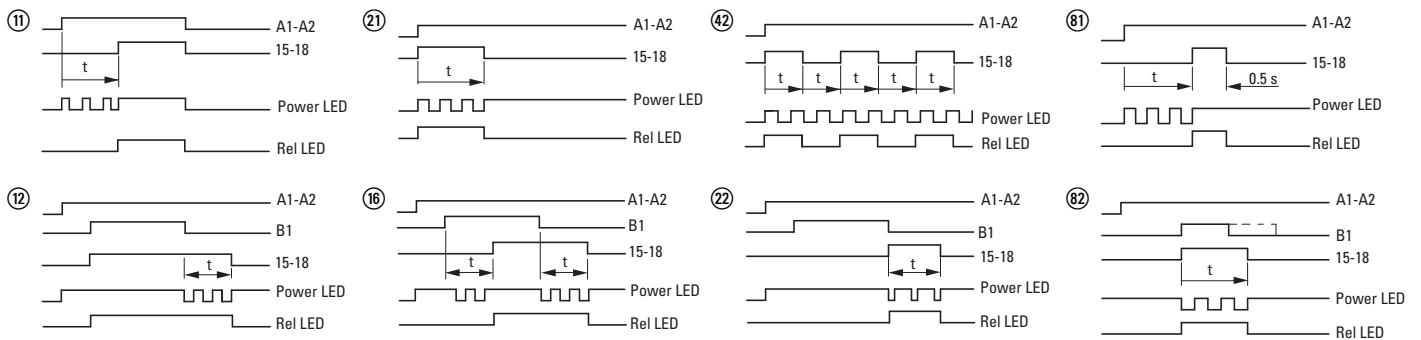 11
A1-A2
15-18
t
Power LED
Rel LED
21
A1-A2
15-18
t
Power LED
Rel LED
42
A1-A2
15-18
t t t t t
Power LED
Rel LED
81
A1-A2
15-18
t 0.5 s
Power LED
Rel LED
12
A1-A2
B1
15-18
t
Power LED
Rel LED
16
A1-A2
B1
15-18
t t
Power LED
Rel LED
22
A1-A2
B1
15-18
t
Power LED
Rel LED
82
A1-A2
B1
15-18
t
Power LED
Rel LED